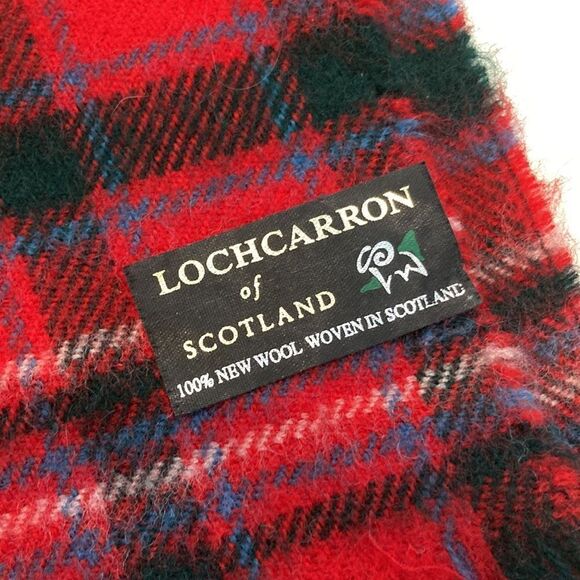 LOCHCARRON
of
SCOTLAND
100% NEW WOOL WOVEN IN SCOTLAND